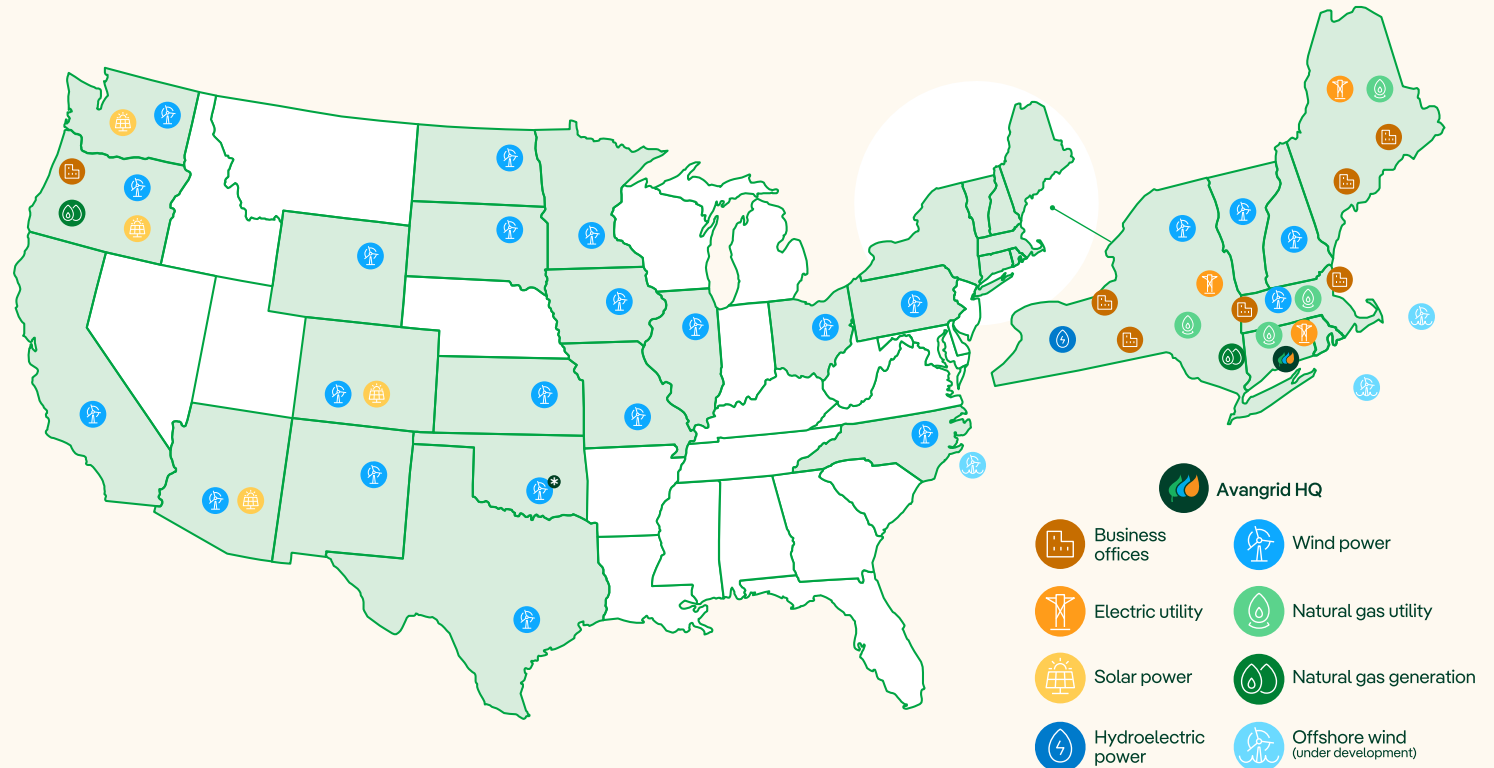 Avangrid HQ
Business
offices
Wind power
Electric utility
Natural gas utility
Solar power
Natural gas generation
Hydroelectric
power
Offshore wind
(under development)